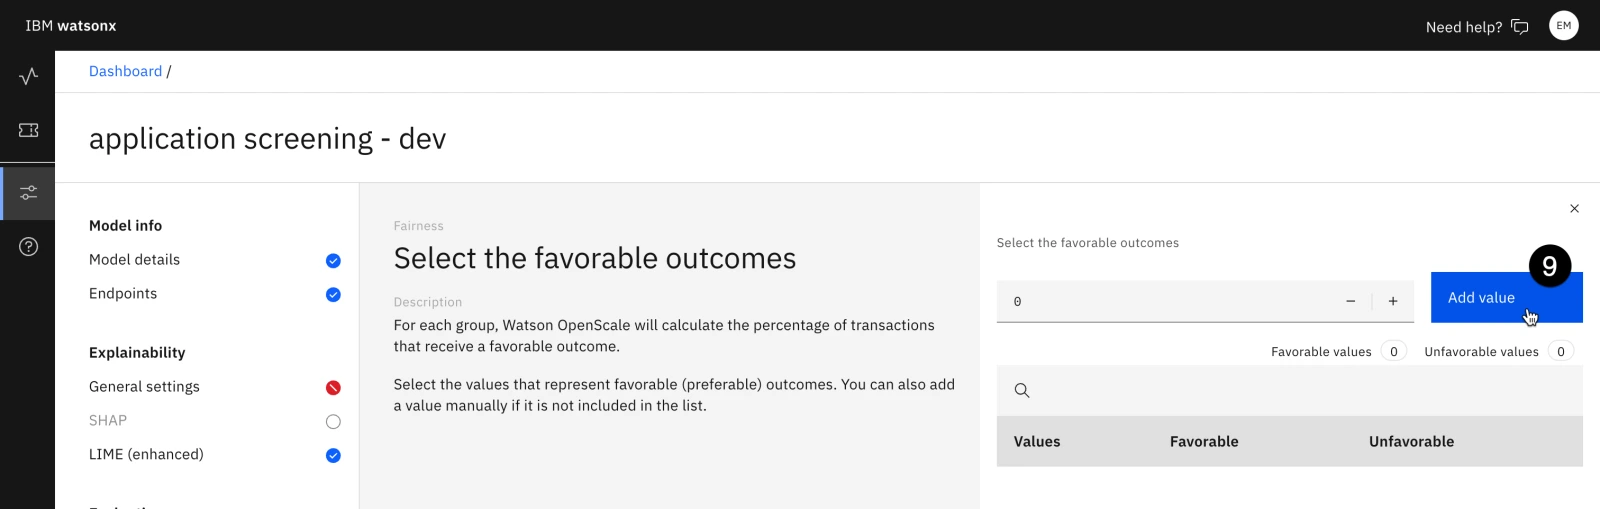 IBM watsonx
Need help?
EM
Dashboard /
application screening - dev
Model info
Model details
Endpoints
Explainability
General settings
SHAP
LIME (enhanced)
Fairness
Select the favorable outcomes
Description
For each group, Watson OpenScale will calculate the percentage of transactions
that receive a favorable outcome.
Select the values that represent favorable (preferable) outcomes. You can also add
a value manually if it is not included in the list.
Select the favorable outcomes
9
0
Add value
Favorable values 0 Unfavorable values 0
Values Favorable Unfavorable